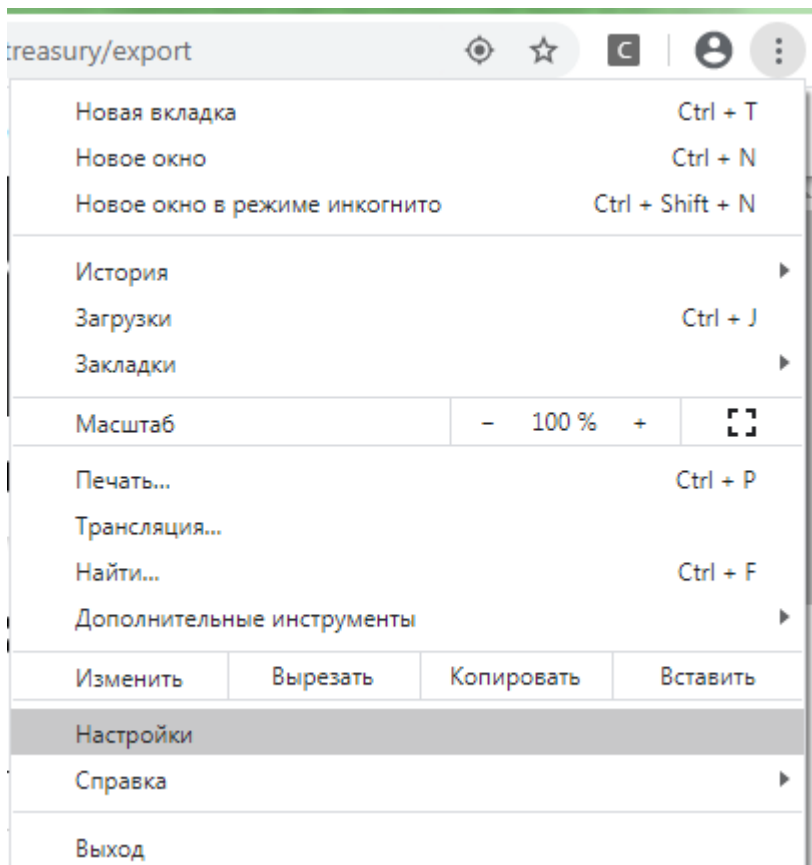 treasury/export C
Новая вкладка Ctrl + T
Новое окно Ctrl + N
Новое окно в режиме инкогнито Ctrl + Shift + N
История
Загрузки Ctrl + J
Закладки
Масштаб - 100 % +
Печать... Ctrl + P
Трансляция...
Найти... Ctrl + F
Дополнительные инструменты
Изменить Вырезать Копировать Вставить
Настройки
Справка
Выход